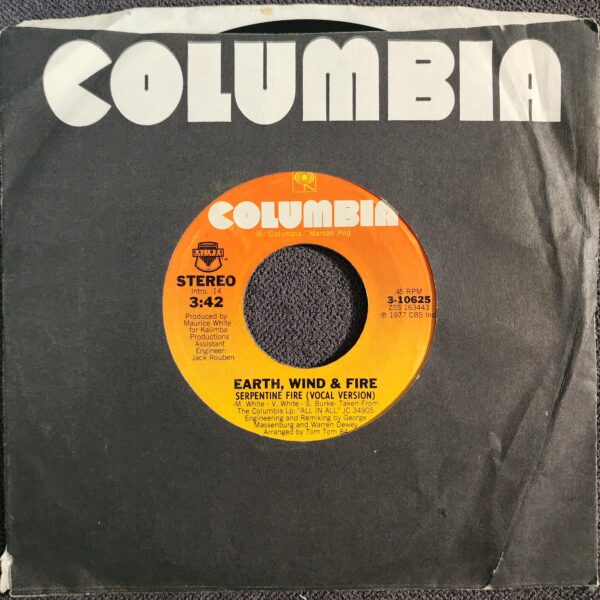 COLUMBIA
COLUMBIA
® "Columbia," Marcas Reg.
STEREO
Intro. :14
3:42
Produced by
Maurice White
for Kalimba
Productions
Assistant
Engineer:
Jack Rouben
45 RPM
3-10625
ZSS 163443
℗ 1977 CBS Inc
EARTH, WIND & FIRE
SERPENTINE FIRE (VOCAL VERSION)
-M. White - V. White - S. Burke- Taken From
The Columbia Lp: "ALL IN ALL" JC 34905
Engineering and Remixing by George
Massenburg and Warren Dewey
Arranged by Tom Tom 84